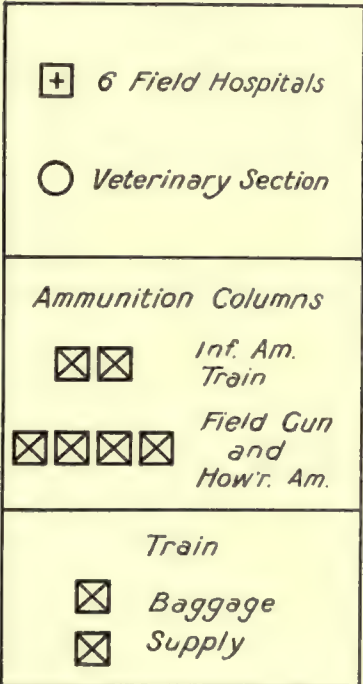 6 Field Hospitals
Veterinary Section
Ammunition Columns
Inf. Am.
Train
Field Gun
and
How'r. Am.
Train
Baggage
Supply